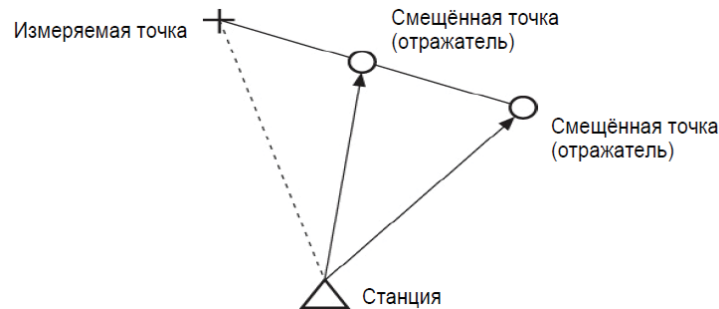 Смещённая точка
(отражатель)
Измеряемая точка
Смещённая точка
(отражатель)
Станция